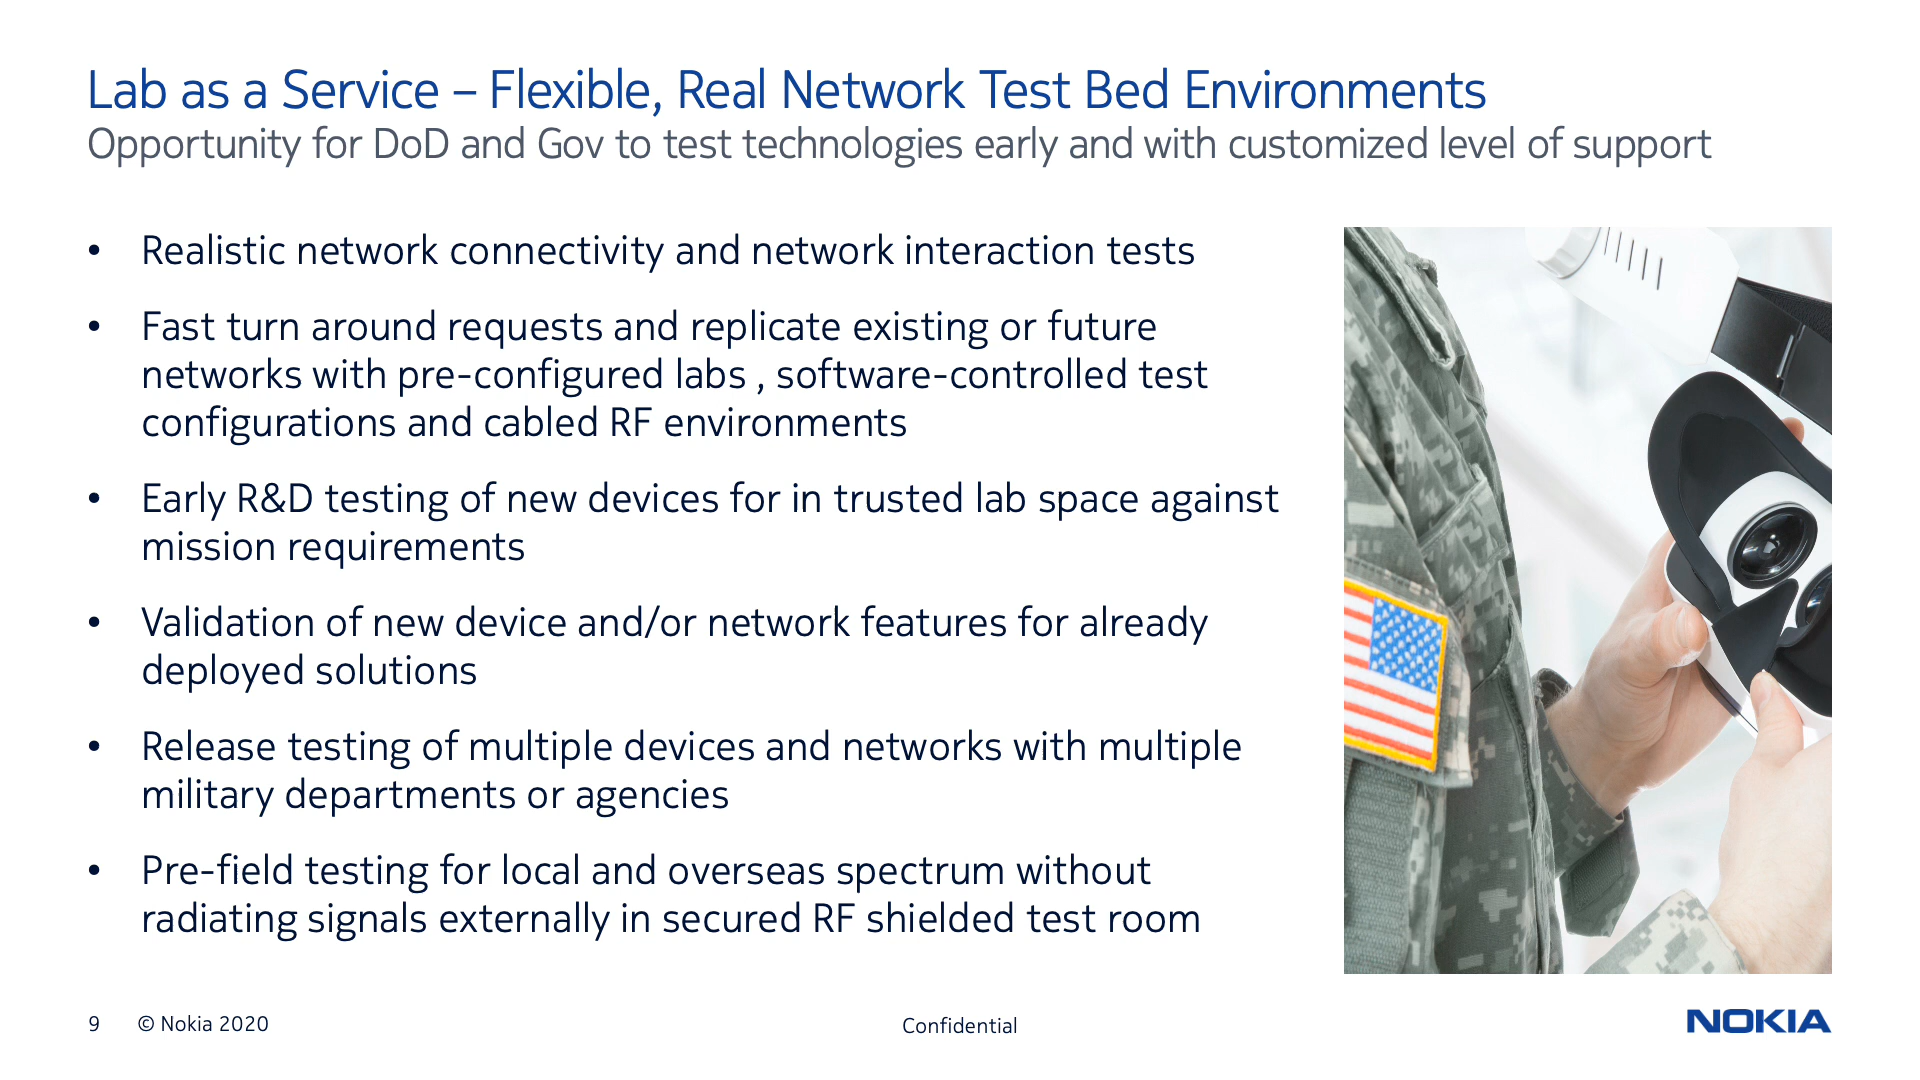 Lab as a Service – Flexible, Real Network Test Bed Environments
Opportunity for DoD and Gov to test technologies early and with customized level of support
• Realistic network connectivity and network interaction tests
• Fast turn around requests and replicate existing or future
networks with pre-configured labs , software-controlled test
configurations and cabled RF environments
• Early R&D testing of new devices for in trusted lab space against
mission requirements
• Validation of new device and/or network features for already
deployed solutions
• Release testing of multiple devices and networks with multiple
military departments or agencies
• Pre-field testing for local and overseas spectrum without
radiating signals externally in secured RF shielded test room
9 © Nokia 2020
Confidential
NOKIA